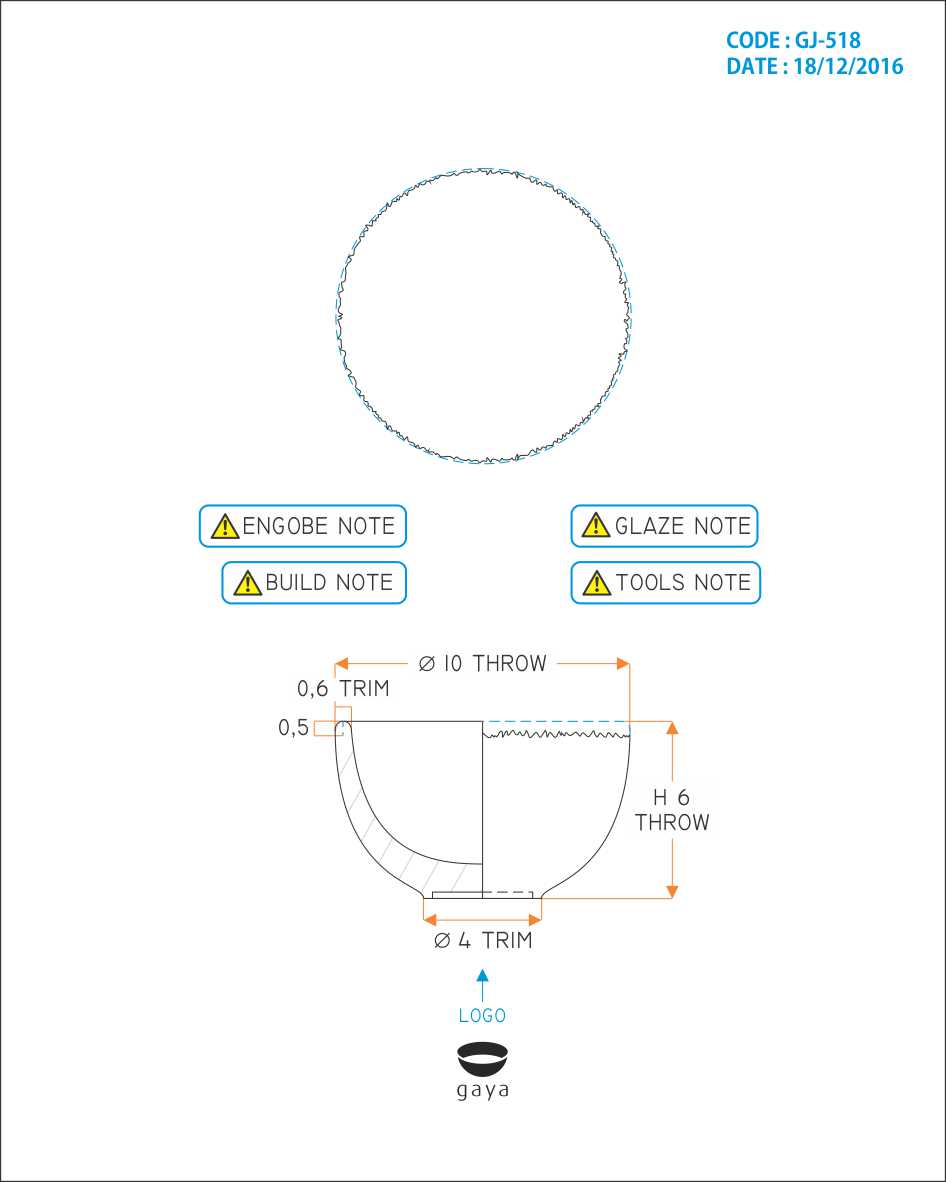 CODE : GJ-518
DATE : 18/12/2016
ENGOBE NOTE
GLAZE NOTE
BUILD NOTE
TOOLS NOTE
Ø 10 THROW
0,6 TRIM
0,5
H 6
THROW
Ø 4 TRIM
LOGO
gaya